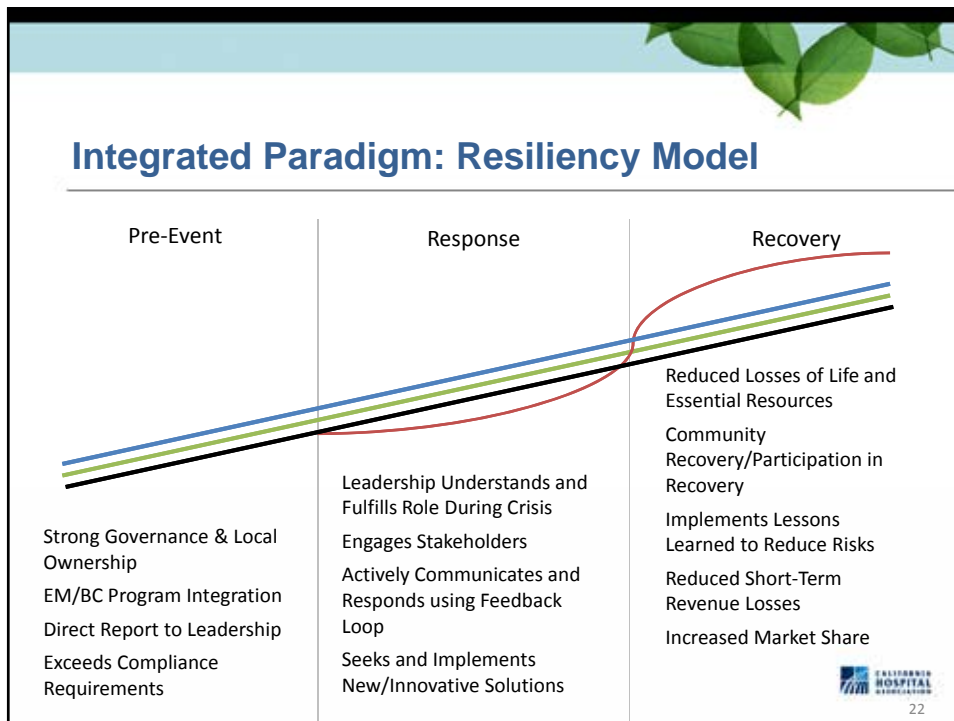 Integrated Paradigm: Resiliency Model
Pre-Event
Strong Governance & Local
Ownership
EM/BC Program Integration
Direct Report to Leadership
Exceeds Compliance
Requirements
Response
Leadership Understands and
Fulfills Role During Crisis
Engages Stakeholders
Actively Communicates and
Responds using Feedback
Loop
Seeks and Implements
New/Innovative Solutions
Recovery
Reduced Losses of Life and
Essential Resources
Community
Recovery/Participation in
Recovery
Implements Lessons
Learned to Reduce Risks
Reduced Short-Term
Revenue Losses
Increased Market Share
CALIFORNIA
HOSPITAL
ASSOCIATION
22